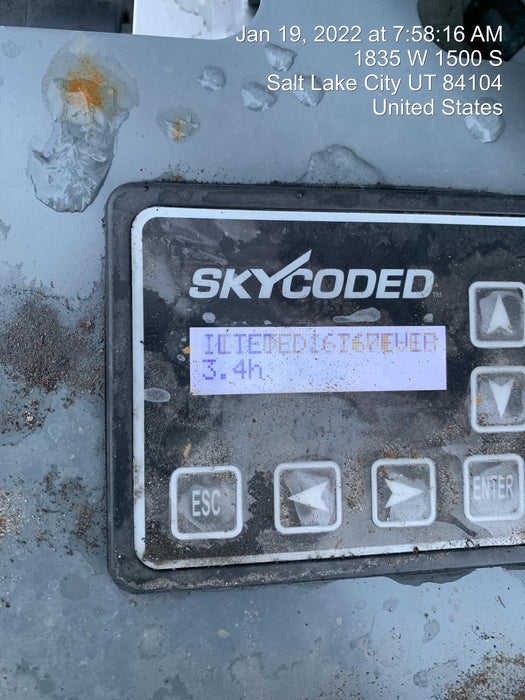 Jan 19, 2022 at 7:58:16 AM
1835 W 1500 S
Salt Lake City UT 84104
United States
SKYCODED™
3.4h
ESC
ENTER